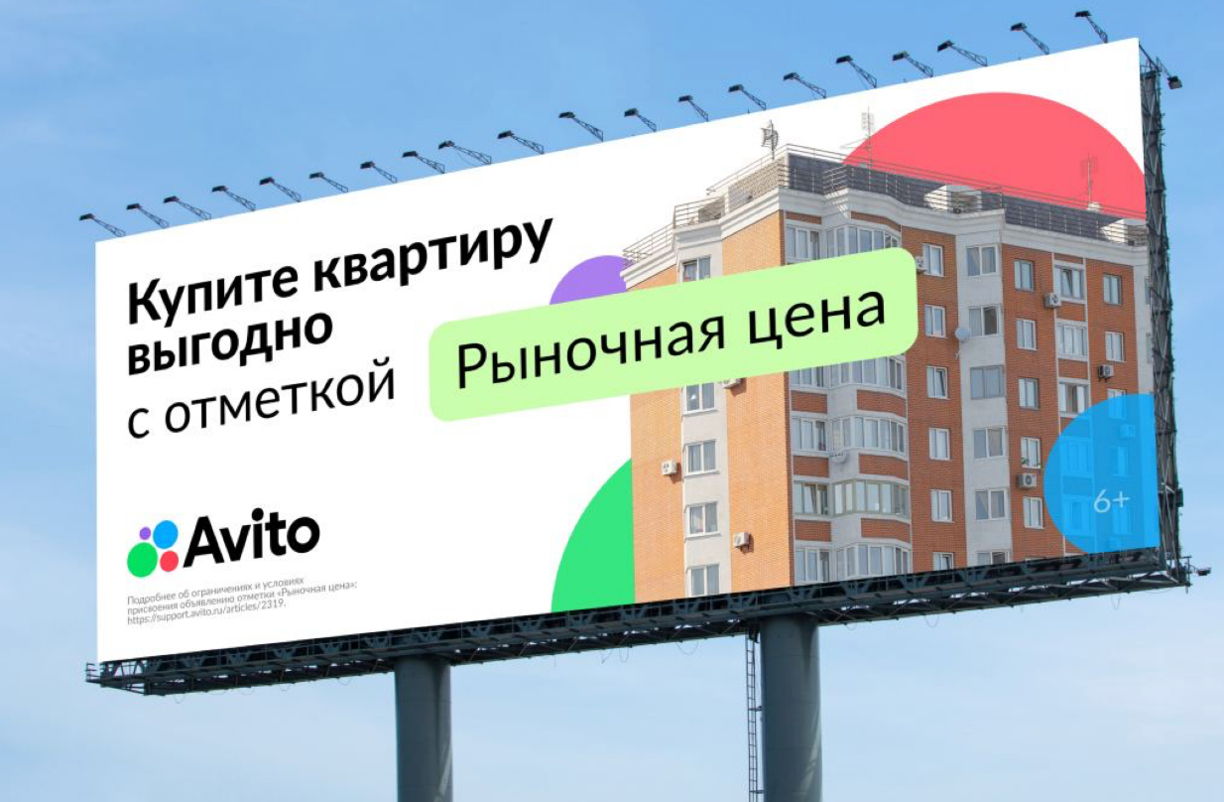 Купите квартиру
выгодно
с отметкой
Рыночная цена
Avito
Подробнее об ограничениях и условиях
присвоения объявлению отметки «Рыночная цена»:
https://support.avito.ru/articles/2319.
6+